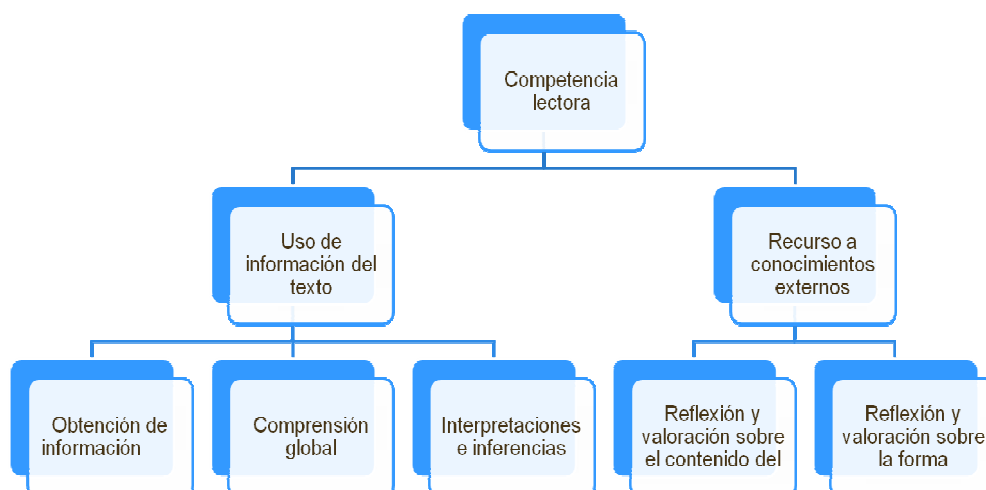 Competencia
lectora
Uso de
información del
texto
Recurso a
conocimientos
externos
Obtención de
información
Comprensión
global
Interpretaciones
e inferencias
Reflexión y
valoración sobre
el contenido del
Reflexión y
valoración sobre
la forma